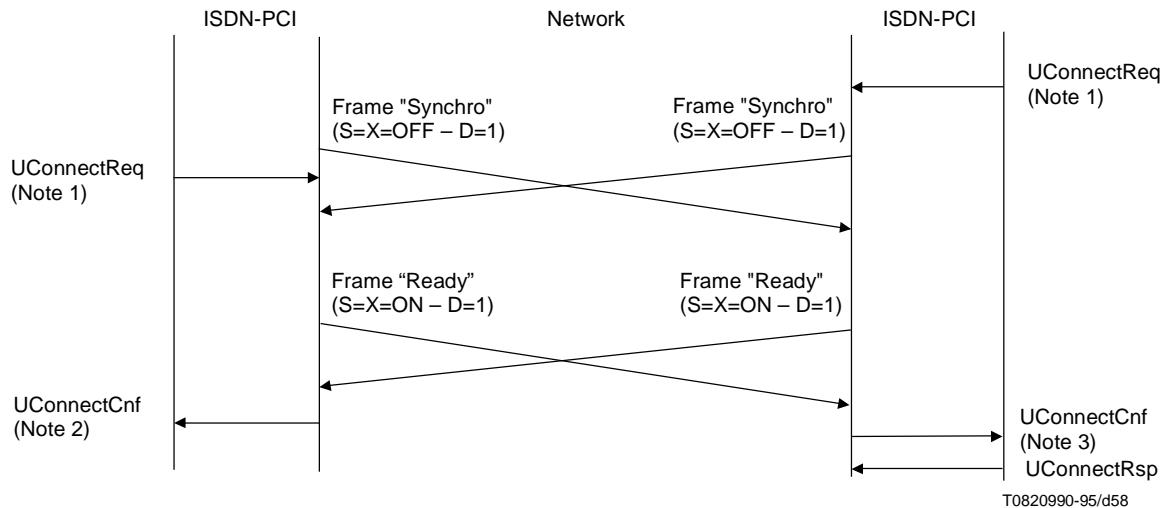 ISDN-PCI
Network
ISDN-PCI
UConnectReq
(Note 1)
Frame "Synchro"
(S=X=OFF – D=1)
Frame "Synchro"
(S=X=OFF – D=1)
UConnectReq
(Note 1)
Frame “Ready”
(S=X=ON – D=1)
Frame "Ready"
(S=X=ON – D=1)
UConnectCnf
(Note 2)
UConnectCnf
(Note 3)
UConnectRsp
T0820990-95/d58